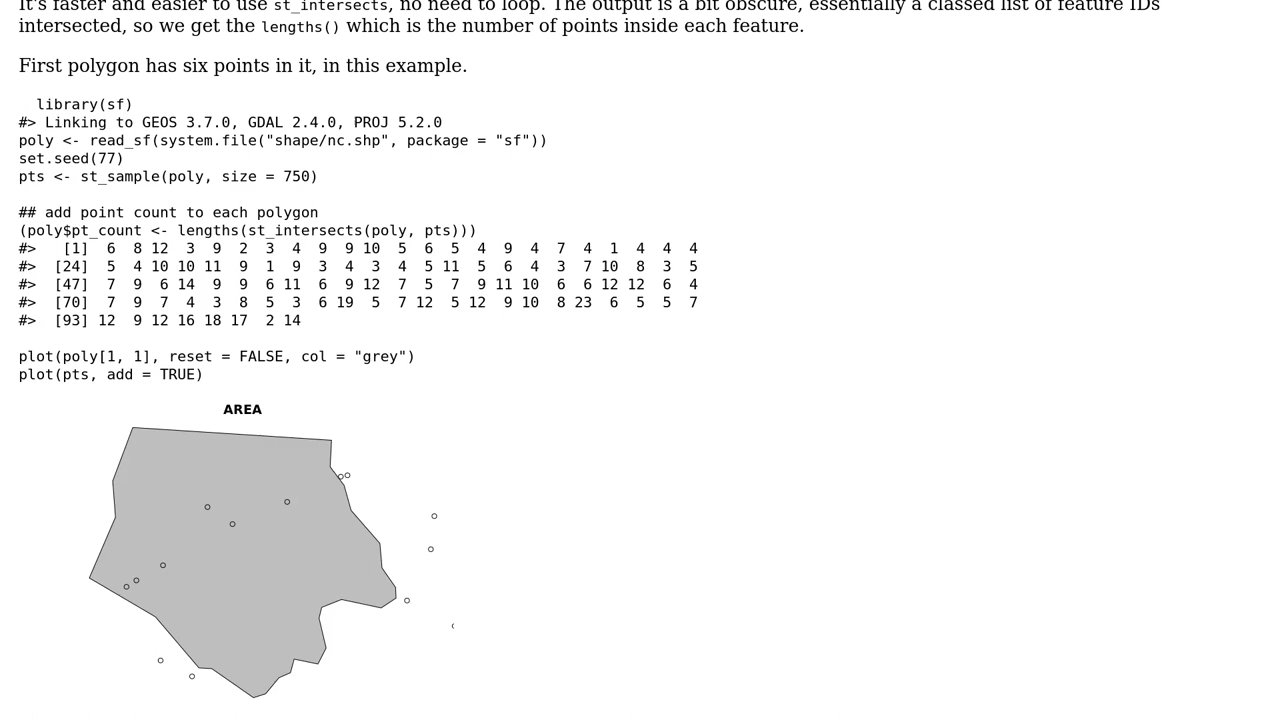 It's faster and easier to use st_intersects, no need to loop. The output is a bit obscure, essentially a classed list of feature IDs
intersected, so we get the lengths() which is the number of points inside each feature.
First polygon has six points in it, in this example.
  library(sf)
#> Linking to GEOS 3.7.0, GDAL 2.4.0, PROJ 5.2.0
poly <- read_sf(system.file("shape/nc.shp", package = "sf"))
set.seed(77)
pts <- st_sample(poly, size = 750)
## add point count to each polygon
(poly$pt_count <- lengths(st_intersects(poly, pts)))
#>   [1]  6  8 12  3  9  2  3  4  9  9 10  5  6  5  4  9  4  7  4  1  4  4  4
#>  [24]  5  4 10 10 11  9  1  9  3  4  3  4  5 11  5  6  4  3  7 10  8  3  5
#>  [47]  7  9  6 14  9  9  6 11  6  9 12  7  5  7  9 11 10  6  6 12 12  6  4
#>  [70]  7  9  7  4  3  8  5  3  6 19  5  7 12  5 12  9 10  8 23  6  5  5  7
#>  [93] 12  9 12 16 18 17  2 14
plot(poly[1, 1], reset = FALSE, col = "grey")
plot(pts, add = TRUE)
AREA